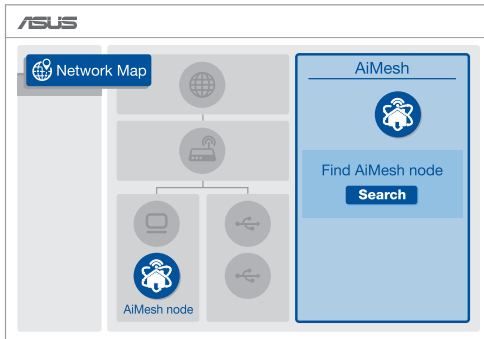 ASUS
Network Map
AiMesh
Find AiMesh node
Search
AiMesh node